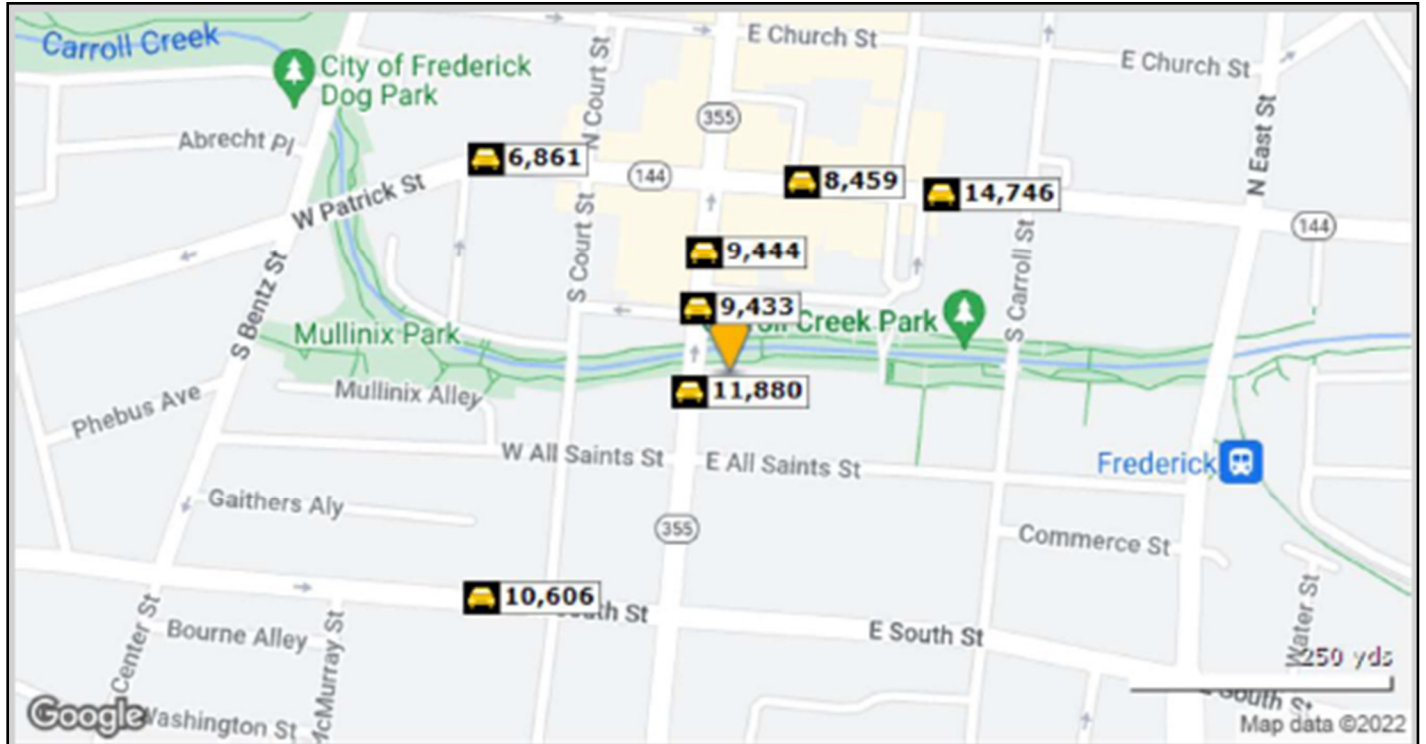 Carroll Creek
City of Frederick
Dog Park
N Court St
E Church St
E Church St
355
Abrecht Pl
6,861
144
8,459
14,746
N East St
W Patrick St
144
S Court St
S Carroll St
9,444
S Bentz St
9,433
Creek Park
Mullinix Park
11,880
Mullinix Alley
Phebus Ave
W All Saints St
E All Saints St
Frederick
Gaithers Aly
355
Commerce St
10,606
St
E South St
Water St
Center St
Bourne Alley
McMurray St
250 yds
South St
Google
Washington St
Map data ©2022